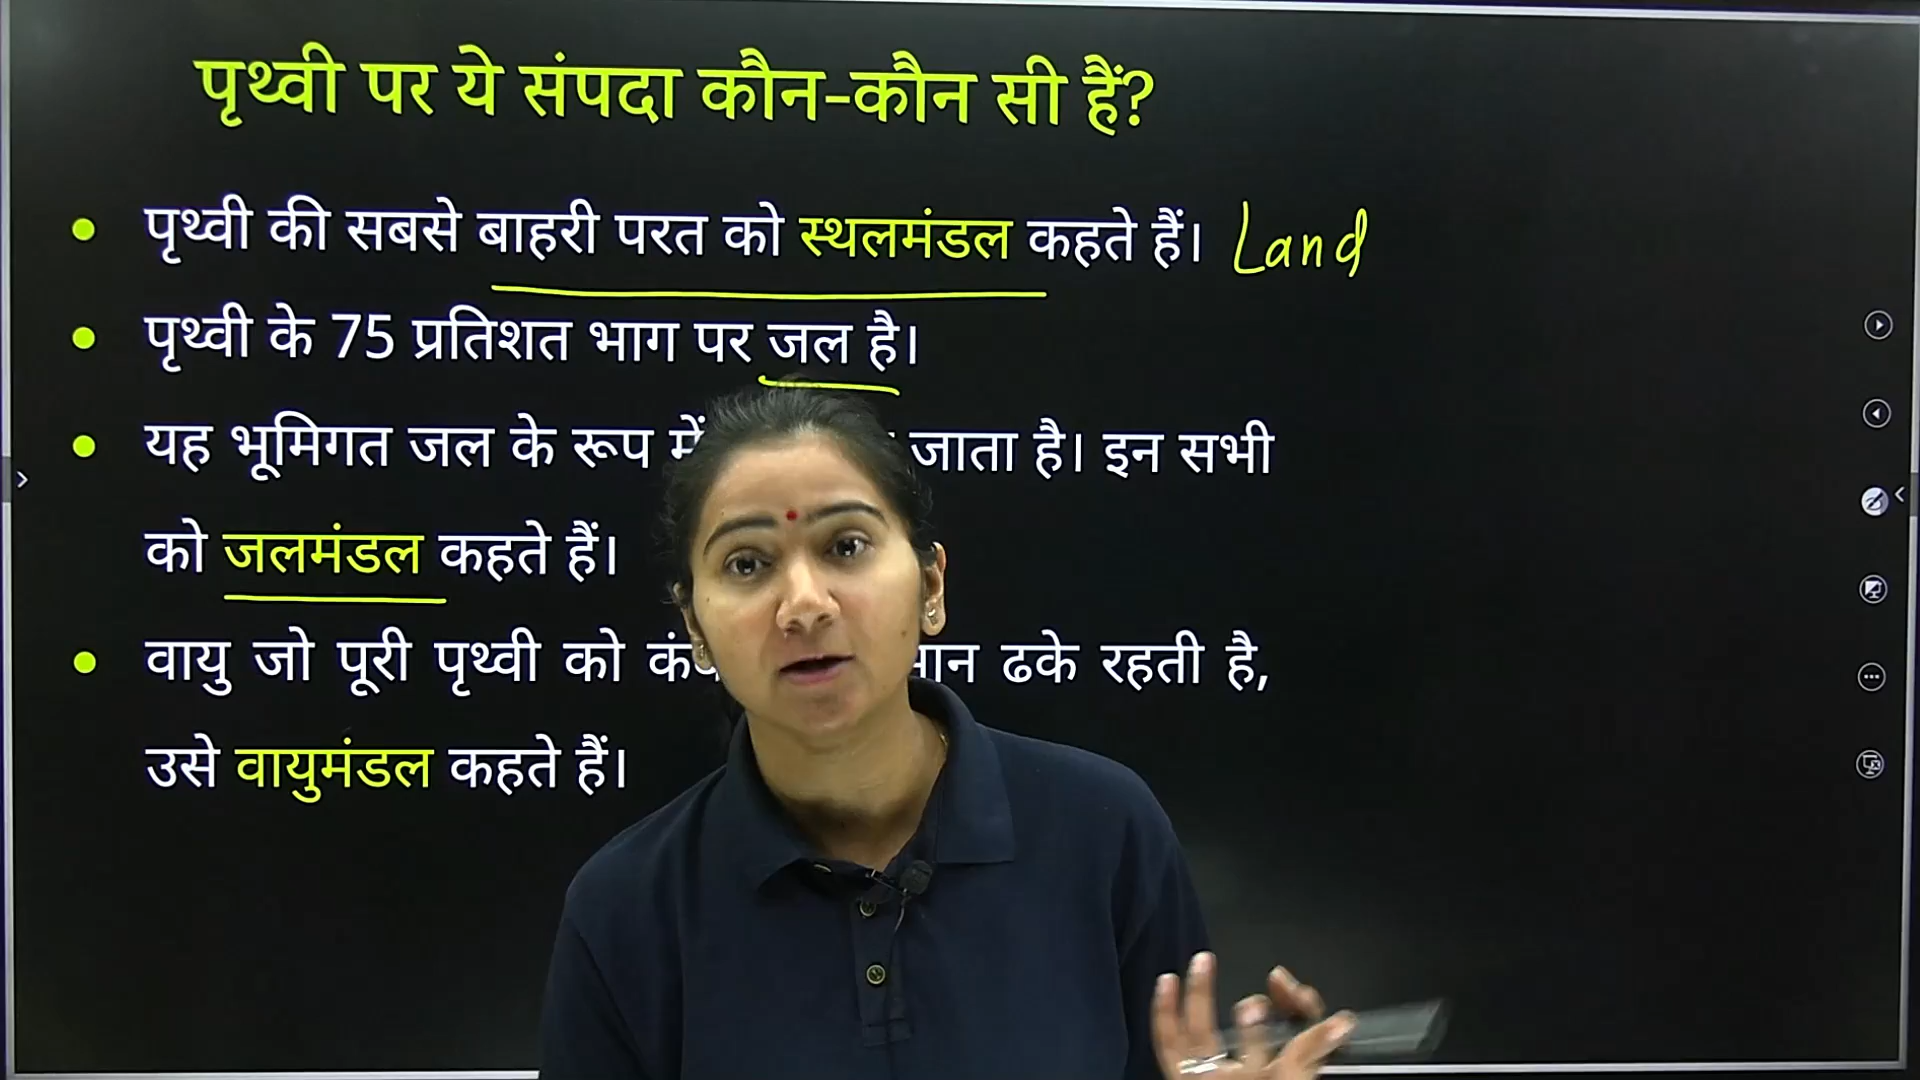 पृथ्वी पर ये संपदा कौन-कौन सी हैं?
पृथ्वी की सबसे बाहरी परत को स्थलमंडल कहते हैं। Land
पृथ्वी के 75 प्रतिशत भाग पर जल है।
यह भूमिगत जल के रूप में जाता है। इन सभी
को जलमंडल कहते हैं।
वायु जो पूरी पृथ्वी को ढके रहती है,
उसे वायुमंडल कहते हैं।